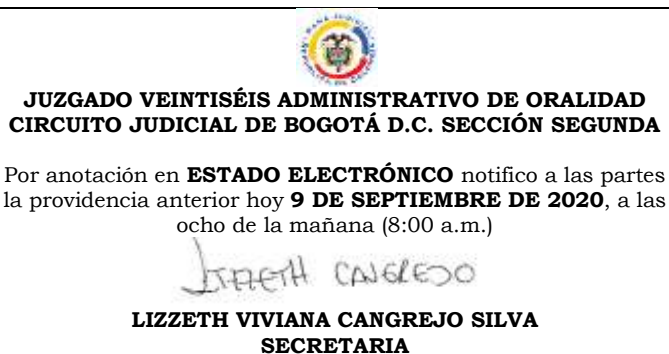 JUZGADO VEINTISÉIS ADMINISTRATIVO DE ORALIDAD
CIRCUITO JUDICIAL DE BOGOTÁ D.C. SECCIÓN SEGUNDA
Por anotación en ESTADO ELECTRÓNICO notifico a las partes
la providencia anterior hoy 9 DE SEPTIEMBRE DE 2020, a las
ocho de la mañana (8:00 a.m.)
LIZZETH CANGREJO
LIZZETH VIVIANA CANGREJO SILVA
SECRETARIA